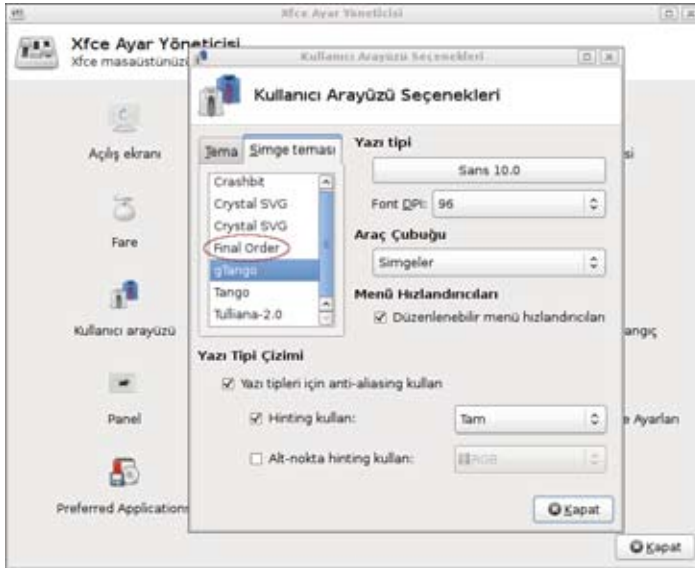 Xfce Ayar Yöneticisi
Xfce Ayar Yöneticisi
Xfce masaüstünüzü
Açılış ekranı
Fare
Kullanıcı arayüzü
Panel
Preferred Applications
si
angıç
e Ayarları
Kapat
Kullanıcı Arayüzü Seçenekleri
Kullanıcı Arayüzü Seçenekleri
Tema
Simge teması
Crashbit
Crystal SVG
Crystal SVG
Final Order
gTango
Tango
Tulliana-2.0
Yazı tipi
Sans 10.0
Font DPI:
96
Araç Çubuğu
Simgeler
Menü Hızlandırıcıları
Düzenlenebilir menü hızlandırıcıları
Yazı Tipi Çizimi
Yazı tipleri için anti-aliasing kullan
Hinting kullan:
Tam
Alt-nokta hinting kullan:
RGB
Kapat